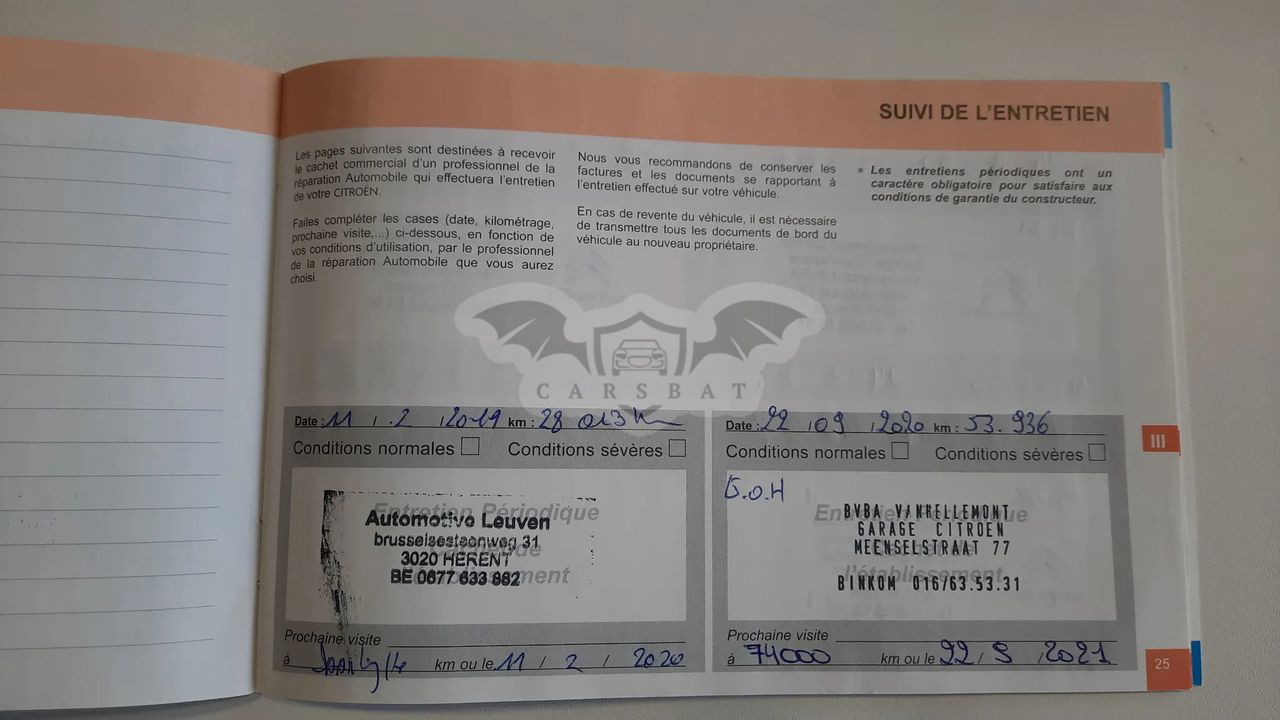 SUIVI DE L'ENTRETIEN
Les pages suivantes sont destinées à recevoir
le cachet commercial d'un professionnel de la
réparation Automobile qui effectuera l'entretien
de votre CITROËN.
Faites compléter les cases (date, kilométrage,
prochaine visite,...) ci-dessous, en fonction de
vos conditions d'utilisation, par le professionnel
de la réparation Automobile que vous aurez
choisi.
Nous vous recommandons de conserver les
factures et les documents se rapportant à
l'entretien effectué sur votre véhicule.
En cas de revente du véhicule, il est nécessaire
de transmettre tous les documents de bord du
véhicule au nouveau propriétaire.
• Les entretiens périodiques ont un
caractère obligatoire pour satisfaire aux
conditions de garantie du constructeur.
CARSBAT
Date : 11 / 2 / 2019 km : 28 013 K
Conditions normales Conditions sévères
Entretien Périodique
Automotive Leuven
brusselsesteenweg 31
3020 HERENT
BE 0677 633 982
Prochaine visite
à km ou le 11 / 2 / 2020
Date : 22 / 09 / 2020 km : 53.936
Conditions normales Conditions sévères
E.O.H
BVBA VANRELLEMONT
GARAGE CITROEN
MEENSELSTRAAT 77
l'établissement
BINKOM 016/63.53.31
Prochaine visite
à 74000 km ou le 22 / 9 / 2021
III
25